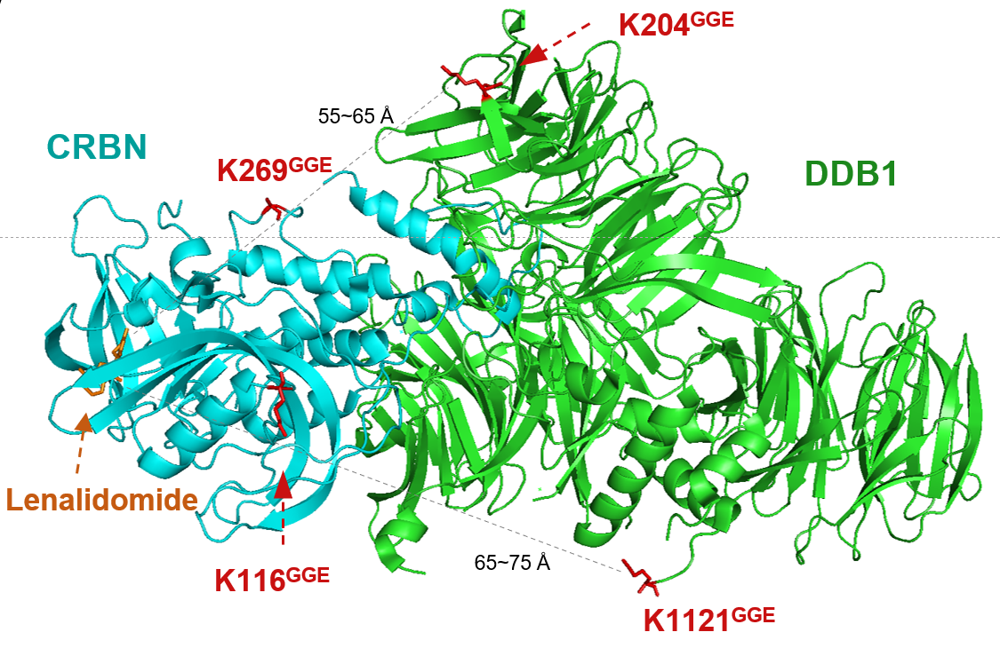 K204GGE
55~65 Å
CRBN
K269GGE
DDB1
Lenalidomide
65~75 Å
K116GGE
K1121GGE